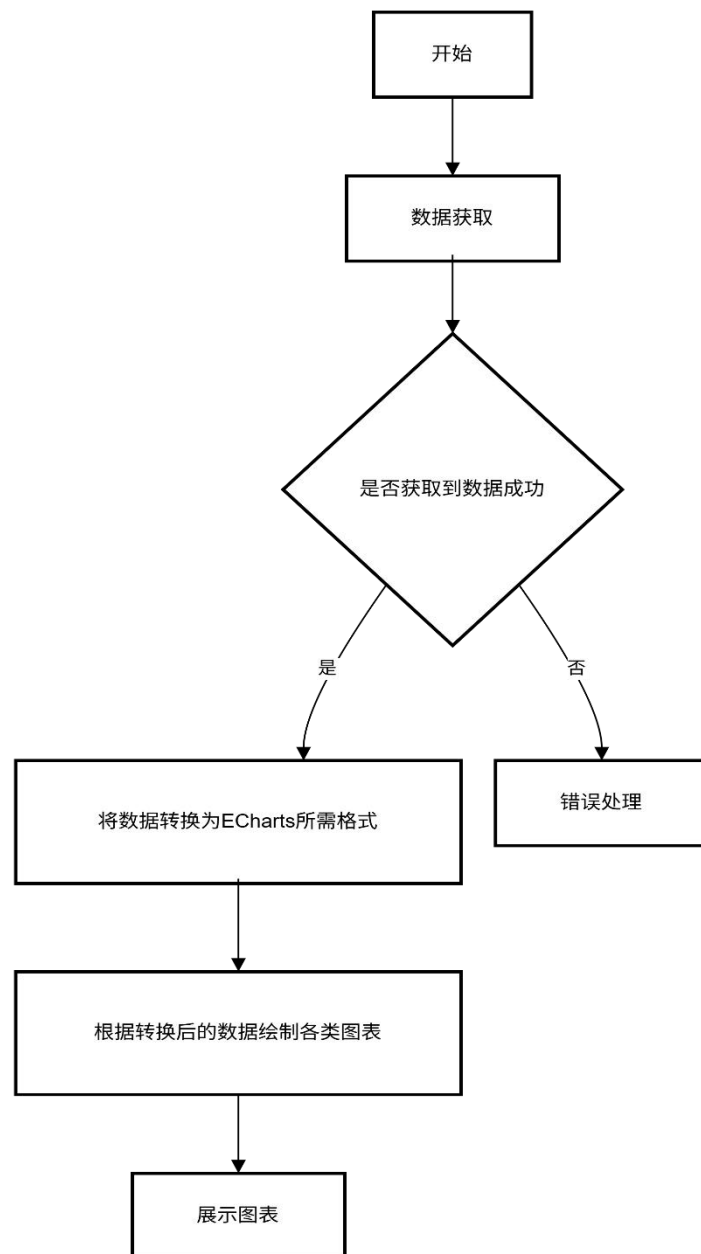 开始
数据获取
是否获取到数据成功
是
否
将数据转换为ECharts所需格式
错误处理
根据转换后的数据绘制各类图表
展示图表